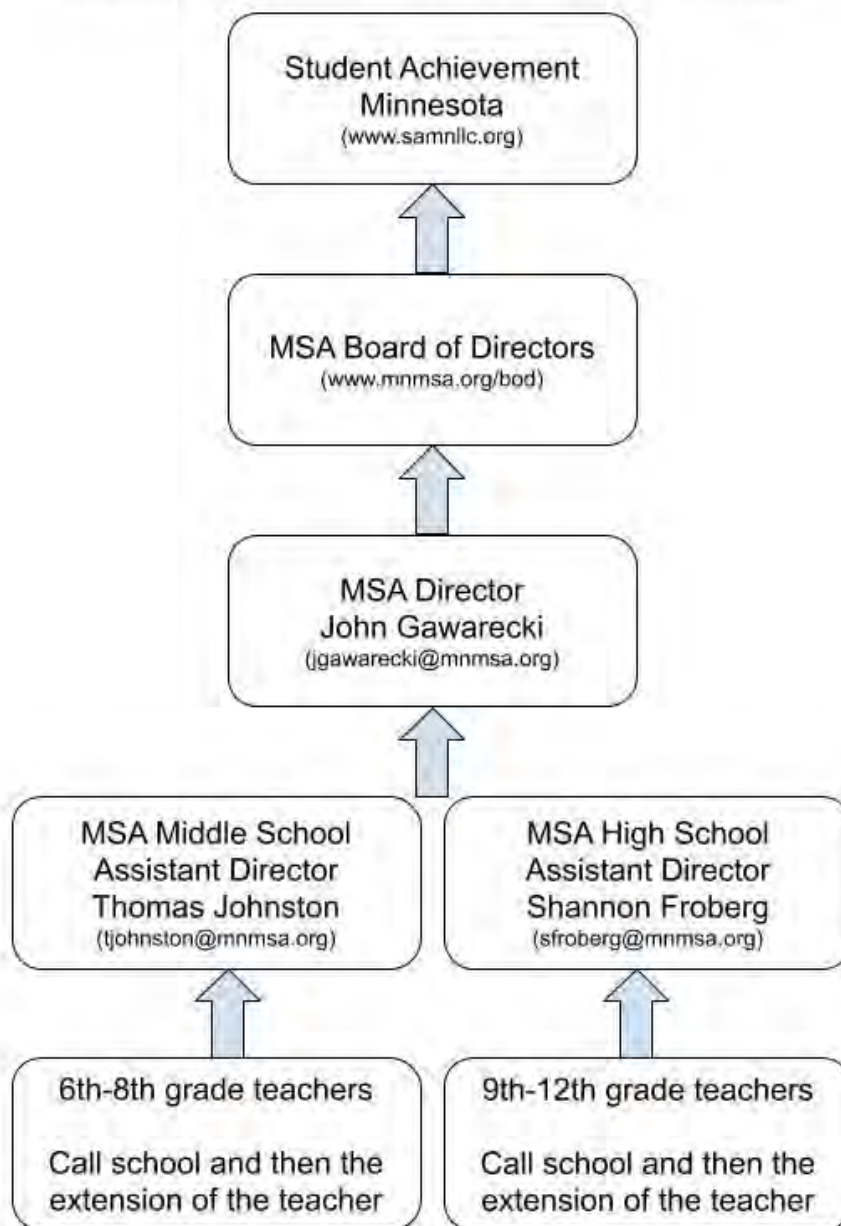 Student Achievement
Minnesota
(www.samnllc.org)
MSA Board of Directors
(www.mnmsa.org/bod)
MSA Director
John Gawarecki
(jgawarecki@mnmsa.org)
MSA Middle School
Assistant Director
Thomas Johnston
(tjohnston@mnmsa.org)
MSA High School
Assistant Director
Shannon Froberg
(sfroberg@mnmsa.org)
6th-8th grade teachers
Call school and then the
extension of the teacher
9th-12th grade teachers
Call school and then the
extension of the teacher